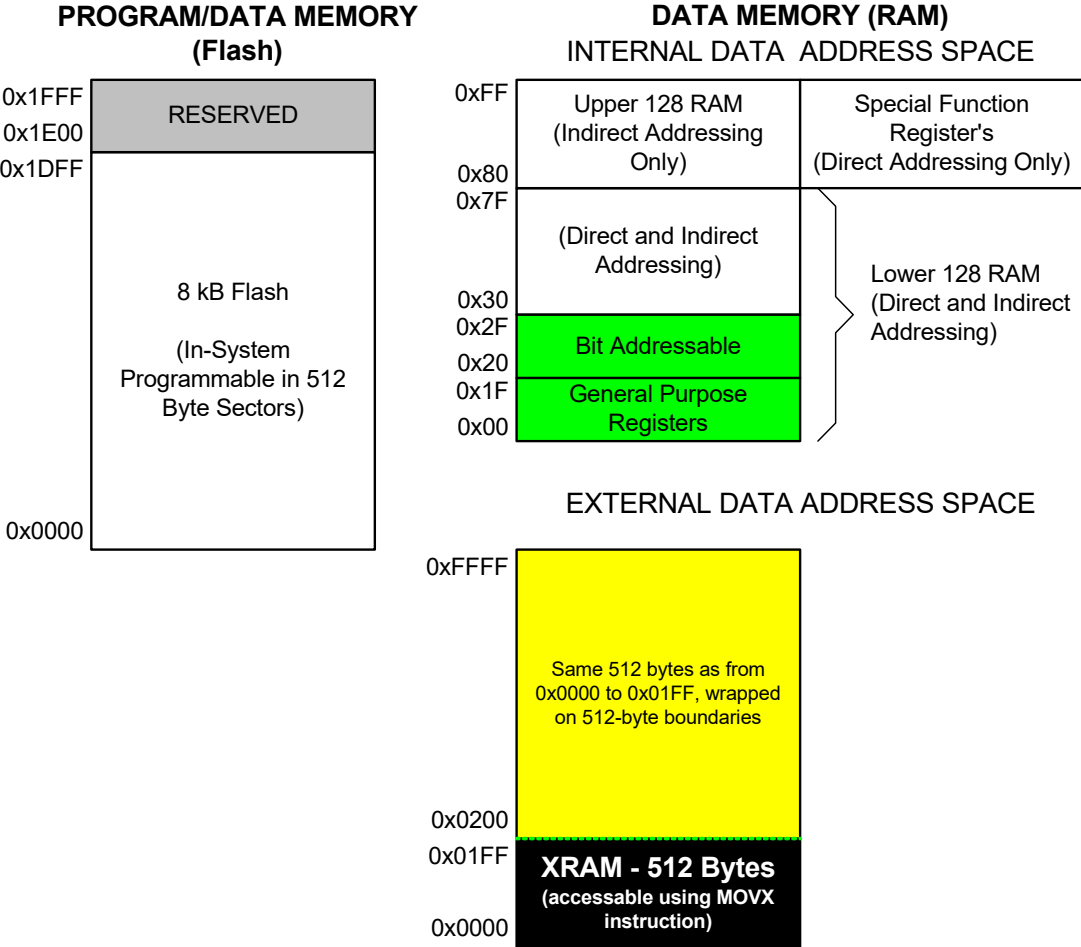 PROGRAM/DATA MEMORY
(Flash)
0x1FFF
RESERVED
0x1E00
0x1DFF
8 kB Flash
(In-System
Programmable in 512
Byte Sectors)
0x0000
DATA MEMORY (RAM)
INTERNAL DATA ADDRESS SPACE
0xFF
Upper 128 RAM
(Indirect Addressing
Only)
0x80
Special Function
Register's
(Direct Addressing Only)
0x7F
(Direct and Indirect
Addressing)
0x30
0x2F
Bit Addressable
0x20
0x1F
General Purpose
Registers
0x00
Lower 128 RAM
(Direct and Indirect
Addressing)
EXTERNAL DATA ADDRESS SPACE
0xFFFF
Same 512 bytes as from
0x0000 to 0x01FF, wrapped
on 512-byte boundaries
0x0200
0x01FF
XRAM - 512 Bytes
(accessable using MOVX
instruction)
0x0000